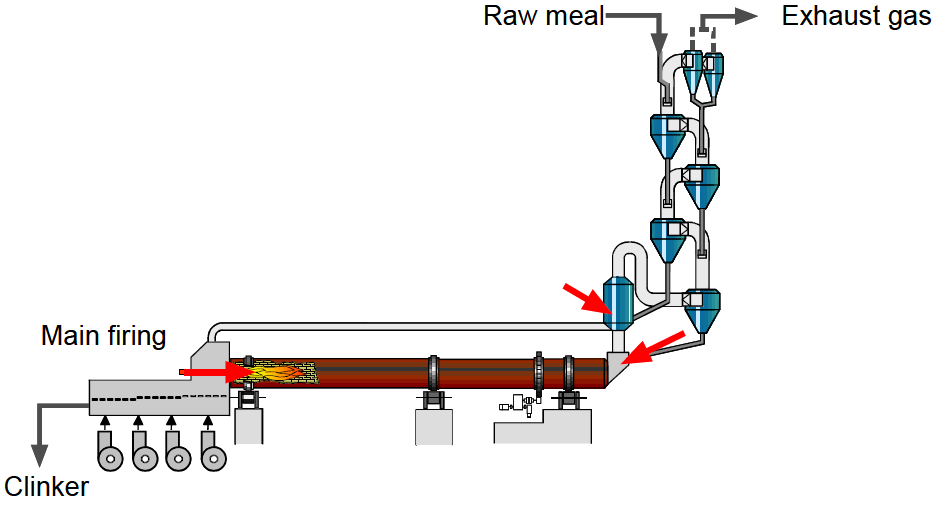 Raw meal
Exhaust gas
Main firing
Clinker